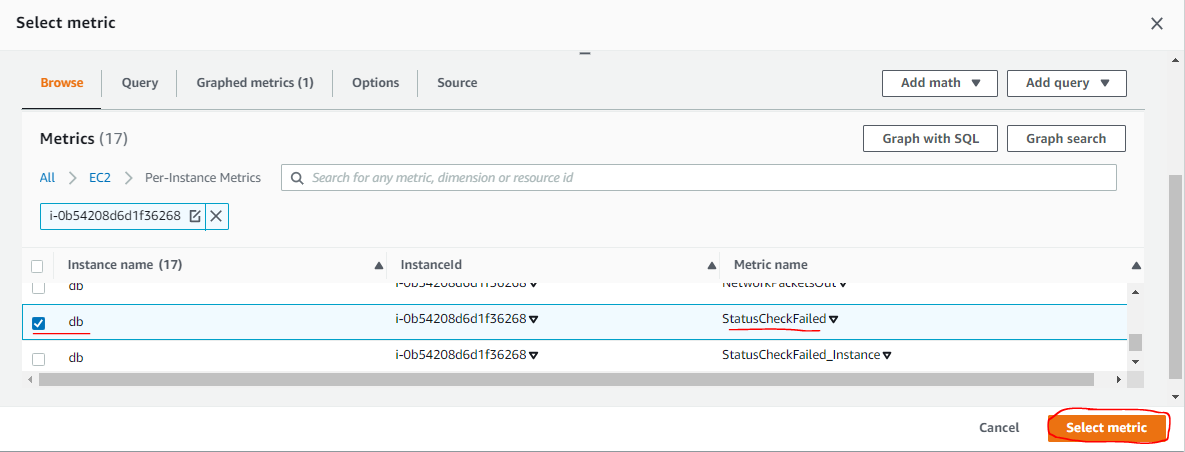 Select metric
Browse Query Graphed metrics (1) Options Source Add math Add query
Metrics (17) Graph with SQL Graph search
All EC2 Per-Instance Metrics Search for any metric, dimension or resource id
i-0b54208d6d1f36268
Instance name (17) InstanceId Metric name
db i-0b54208d6d1f36268 NetworkPacketsOut
db i-0b54208d6d1f36268 StatusCheckFailed
db i-0b54208d6d1f36268 StatusCheckFailed_Instance
Cancel Select metric